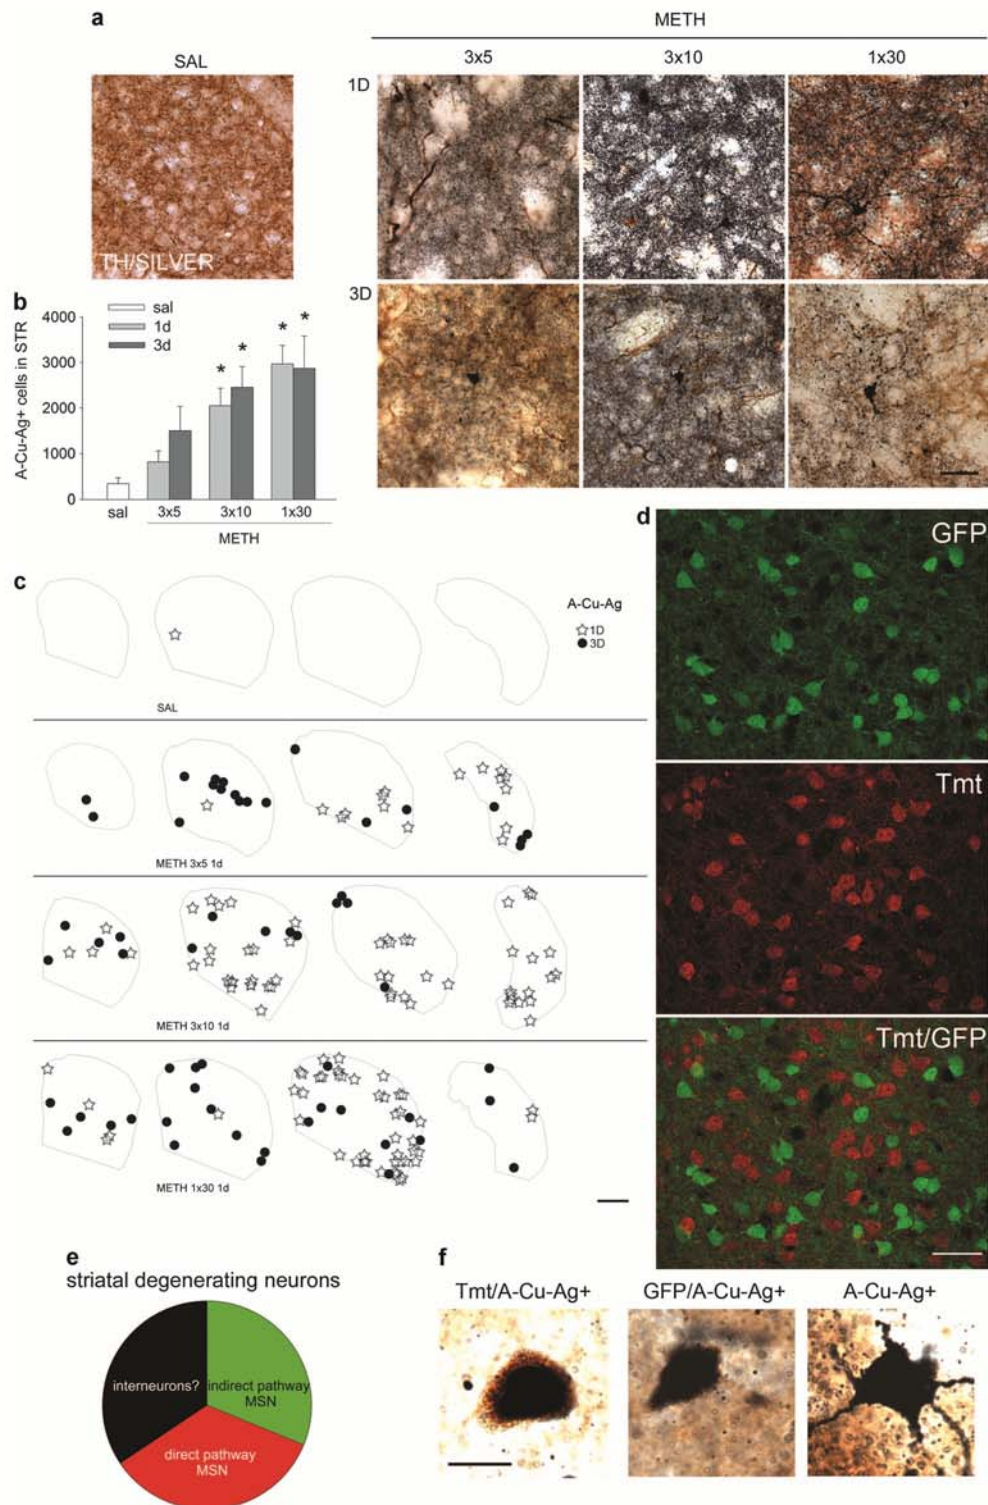 a
METH
SAL
3x5
3x10
1x30
1D
TH/SILVER
3D
b
sal
1d
3d
A-Cu-Ag+ cells in STR
4000
3000
2000
1000
0
* * * *
sal
3x5
3x10
1x30
METH
c
A-Cu-Ag
1D
3D
SAL
METH 3x5 1d
METH 3x10 1d
METH 1x30 1d
d
GFP
Tmt
Tmt/GFP
e
striatal degenerating neurons
interneurons?
indirect pathway
MSN
direct pathway
MSN
f
Tmt/A-Cu-Ag+
GFP/A-Cu-Ag+
A-Cu-Ag+